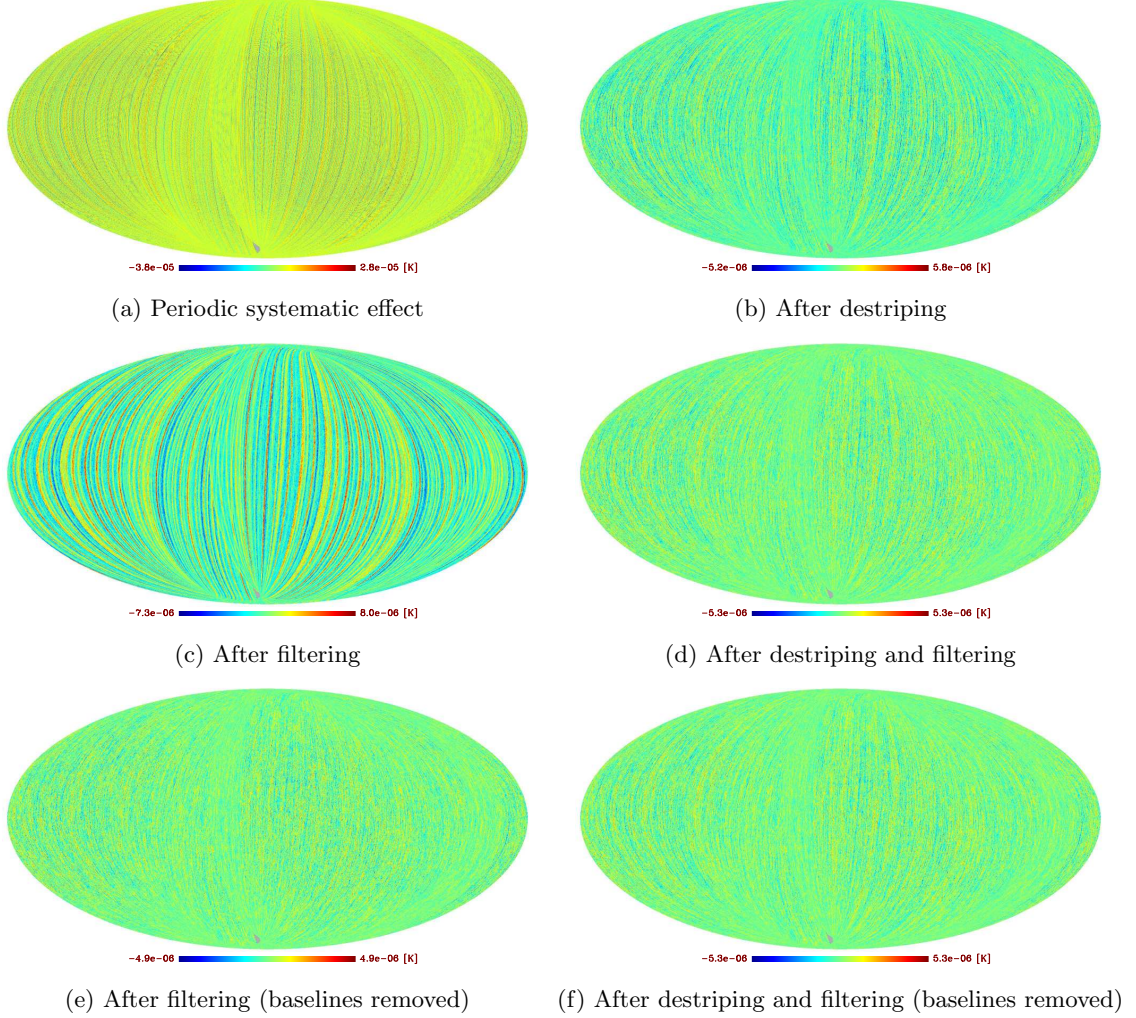 -3.8e-05 2.8e-05 [K]
-5.2e-06 5.8e-06 [K]
(a) Periodic systematic effect
(b) After destriping
-7.3e-06 8.0e-06 [K]
-5.3e-06 5.3e-06 [K]
(c) After filtering
(d) After destriping and filtering
-4.9e-06 4.9e-06 [K]
-5.3e-06 5.3e-06 [K]
(e) After filtering (baselines removed)
(f) After destriping and filtering (baselines removed)